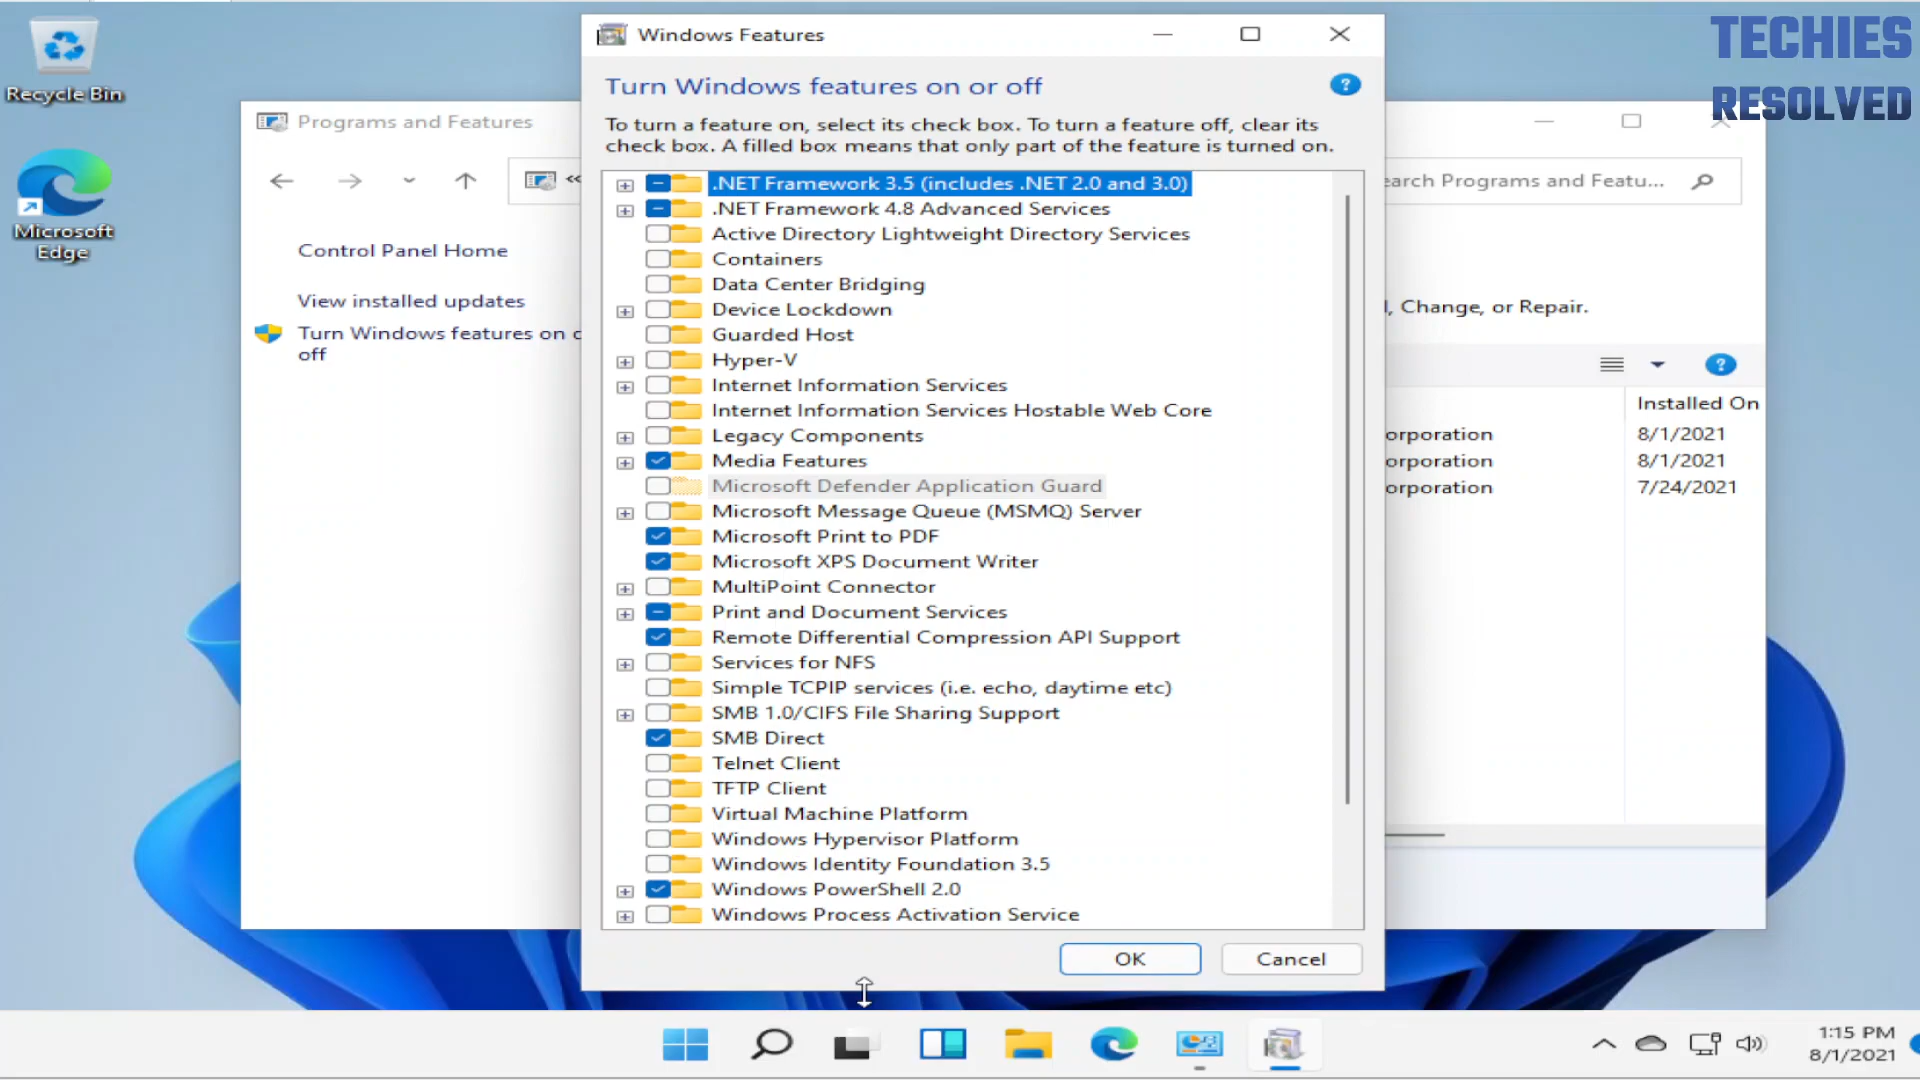 TECHIES
RESOLVED
Recycle Bin
Microsoft
Edge
Programs and Features
Control Panel Home
View installed updates
Turn Windows features on o
off
Windows Features
Turn Windows features on or off
To turn a feature on, select its check box. To turn a feature off, clear its
check box. A filled box means that only part of the feature is turned on.
.NET Framework 3.5 (includes .NET 2.0 and 3.0)
.NET Framework 4.8 Advanced Services
Active Directory Lightweight Directory Services
Containers
Data Center Bridging
Device Lockdown
Guarded Host
Hyper-V
Internet Information Services
Internet Information Services Hostable Web Core
Legacy Components
Media Features
Microsoft Defender Application Guard
Microsoft Message Queue (MSMQ) Server
Microsoft Print to PDF
Microsoft XPS Document Writer
MultiPoint Connector
Print and Document Services
Remote Differential Compression API Support
Services for NFS
Simple TCPIP services (i.e. echo, daytime etc)
SMB 1.0/CIFS File Sharing Support
SMB Direct
Telnet Client
TFTP Client
Virtual Machine Platform
Windows Hypervisor Platform
Windows Identity Foundation 3.5
Windows PowerShell 2.0
Windows Process Activation Service
OK Cancel
earch Programs and Featu...
, Change, or Repair.
Installed On
orporation 8/1/2021
orporation 8/1/2021
orporation 7/24/2021
1:15 PM
8/1/2021